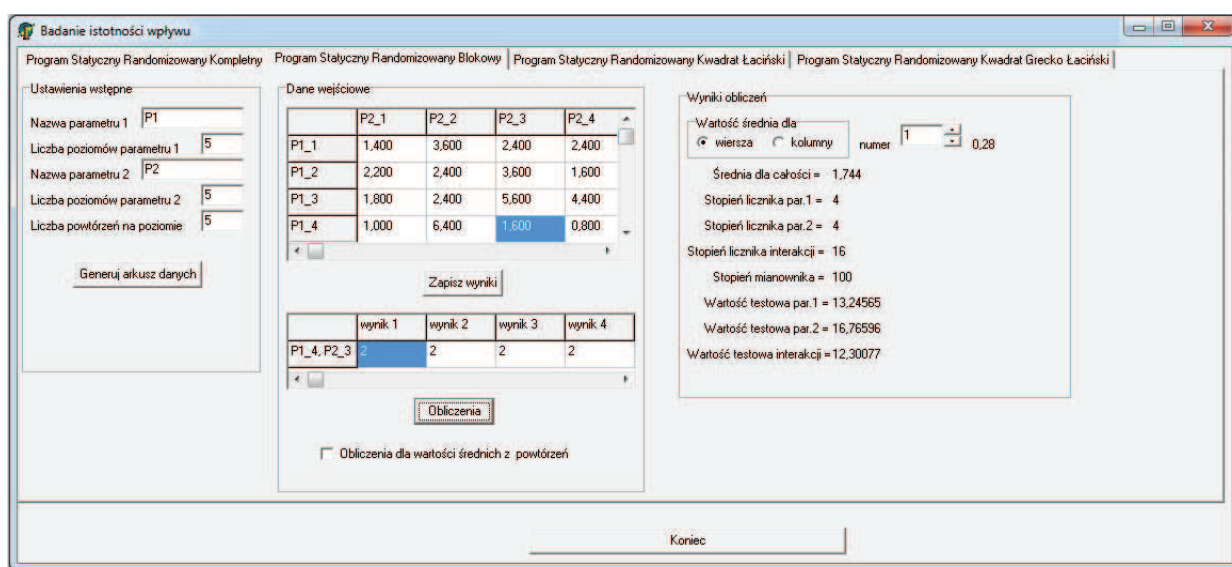 Badanie istotności wpływu
Program Statyczny Randomizowany Kompletny
Program Statyczny Randomizowany Blokowy
Program Statyczny Randomizowany Kwadrat Łaciński
Program Statyczny Randomizowany Kwadrat Grecko Łaciński
Ustawienia wstępne
Nazwa parametru 1 P1
Liczba poziomów parametru 1 5
Nazwa parametru 2 P2
Liczba poziomów parametru 2 5
Liczba powtórzeń na poziomie 5
Generuj arkusz danych
Dane wejściowe
P2_1 P2_2 P2_3 P2_4
P1_1 1,400 3,600 2,400 2,400
P1_2 2,200 2,400 3,600 1,600
P1_3 1,800 2,400 5,600 4,400
P1_4 1,000 6,400 1,600 0,800
Zapisz wyniki
wynik 1 wynik 2 wynik 3 wynik 4
P1_4, P2_3 2 2 2 2
Obliczenia
Obliczenia dla wartości średnich z powtórzeń
Wyniki obliczeń
Wartość średnia dla
wiersza kolumny numer 1 0,28
Średnia dla całości = 1,744
Stopień licznika par.1 = 4
Stopień licznika par.2 = 4
Stopień licznika interakcji = 16
Stopień mianownika = 100
Wartość testowa par.1 = 13,24565
Wartość testowa par.2 = 16,76596
Wartość testowa interakcji = 12,30077
Koniec